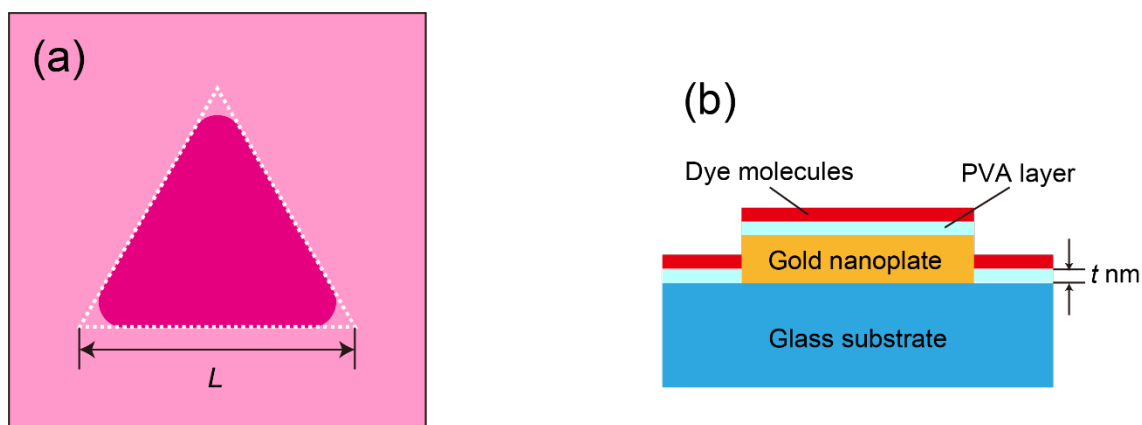 (a)
L
(b)
Dye molecules
PVA layer
Gold nanoplate
t nm
Glass substrate